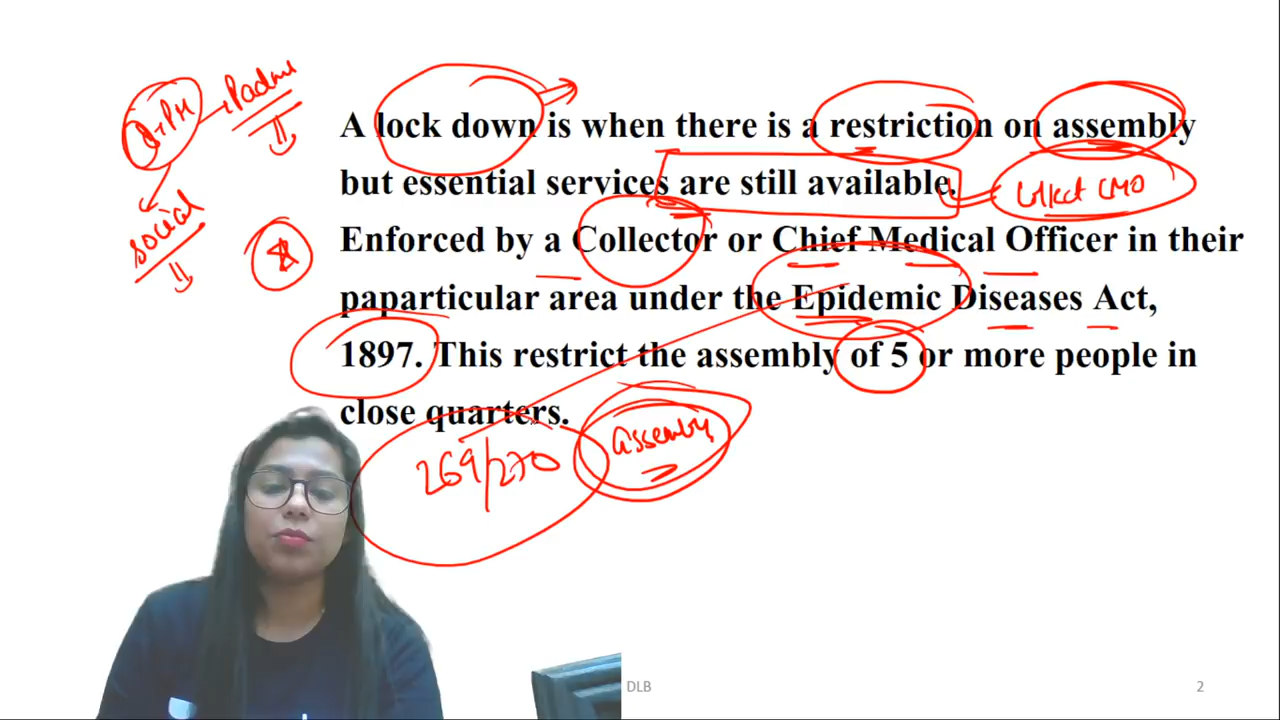 A lock down is when there is a restriction on assembly
but essential services are still available.
Collect CMO
Enforced by a Collector or Chief Medical Officer in their
social
paparticular area under the Epidemic Diseases Act,
1897. This restrict the assembly of 5 or more people in
close quarters.
assembly
269/270
DLB
2